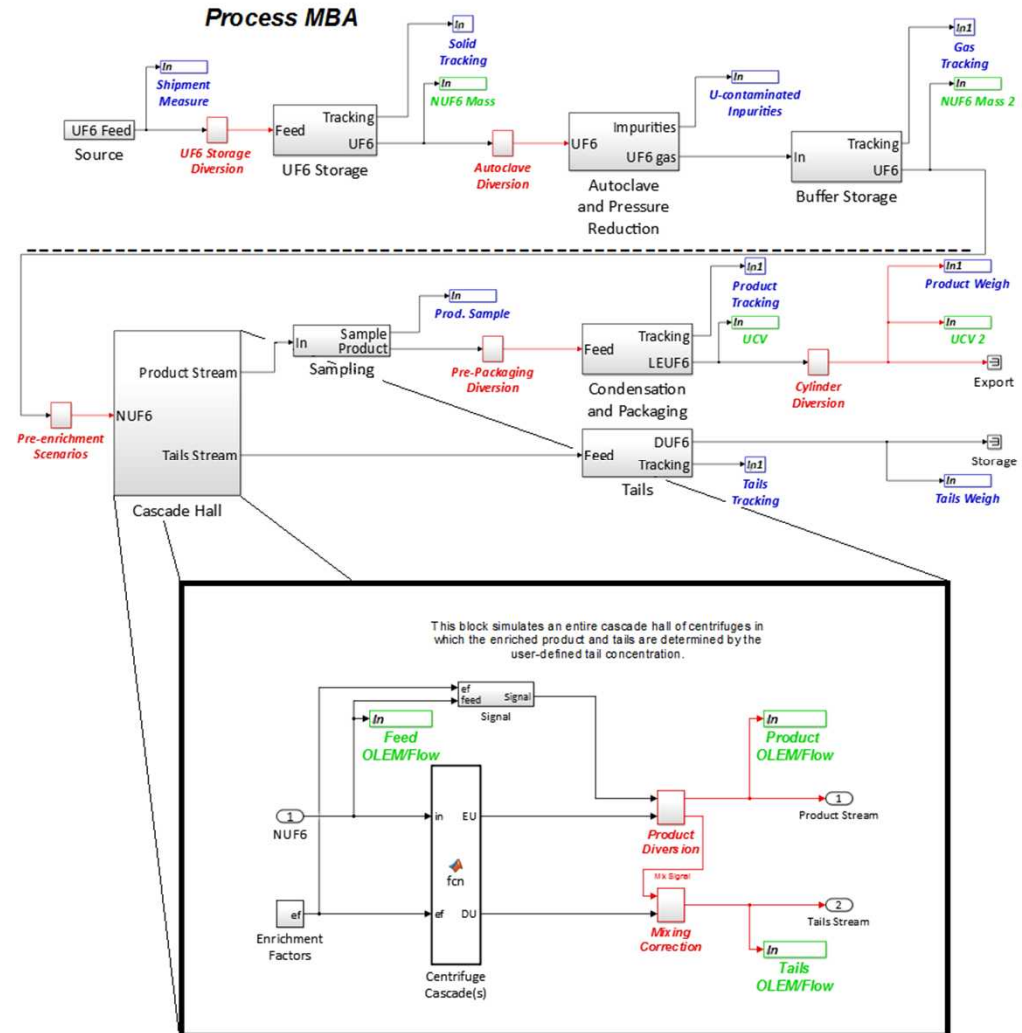 Process MBA
In
Shipment
Measure
UF6 Feed
Source
UF6 Storage
Diversion
Feed
Tracking
UF6
UF6 Storage
In
Solid
Tracking
In
NUF6 Mass
Autoclave
Diversion
UF6
Impurities
UF6 gas
Autoclave
and Pressure
Reduction
In
U-contaminated
Inpurities
In
Tracking
UF6
Buffer Storage
In1
Gas
Tracking
In
NUF6 Mass 2
Pre-enrichment
Scenarios
NUF6
Product Stream
Tails Stream
Cascade Hall
In
Sample
Product
Sampling
In
Prod. Sample
Pre-Packaging
Diversion
Feed
Tracking
LEUF6
Condensation
and Packaging
In1
Product
Tracking
In
UCV
Cylinder
Diversion
In1
Product Weigh
In
UCV 2
Export
Feed
DUF6
Tracking
Tails
In1
Tails
Tracking
Storage
In
Tails Weigh
This block simulates an entire cascade hall of centrifuges in
which the enriched product and tails are determined by the
user-defined tail concentration.
ef
feed
Signal
Signal
In
Feed
OLEM/Flow
1
NUF6
ef
Enrichment
Factors
in
EU
fcn
ef
DU
Centrifuge
Cascade(s)
Product
Diversion
Mix Signal
Mixing
Correction
In
Product
OLEM/Flow
1
Product Stream
2
Tails Stream
In
Tails
OLEM/Flow